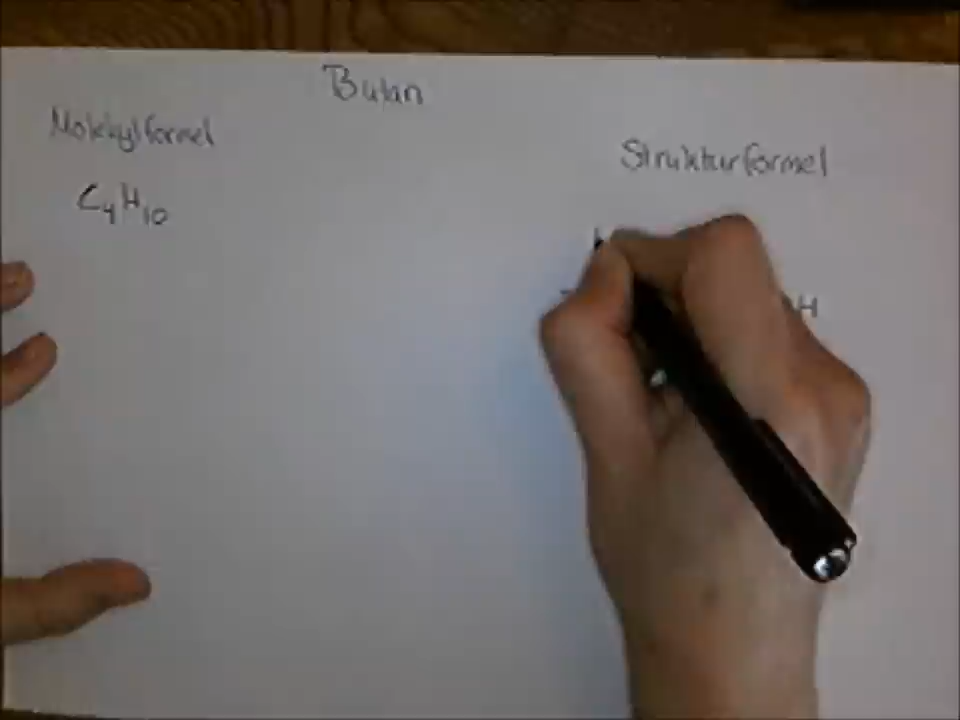 Butan
Molekylformel
Strukturformel
C₄H₁₀
H